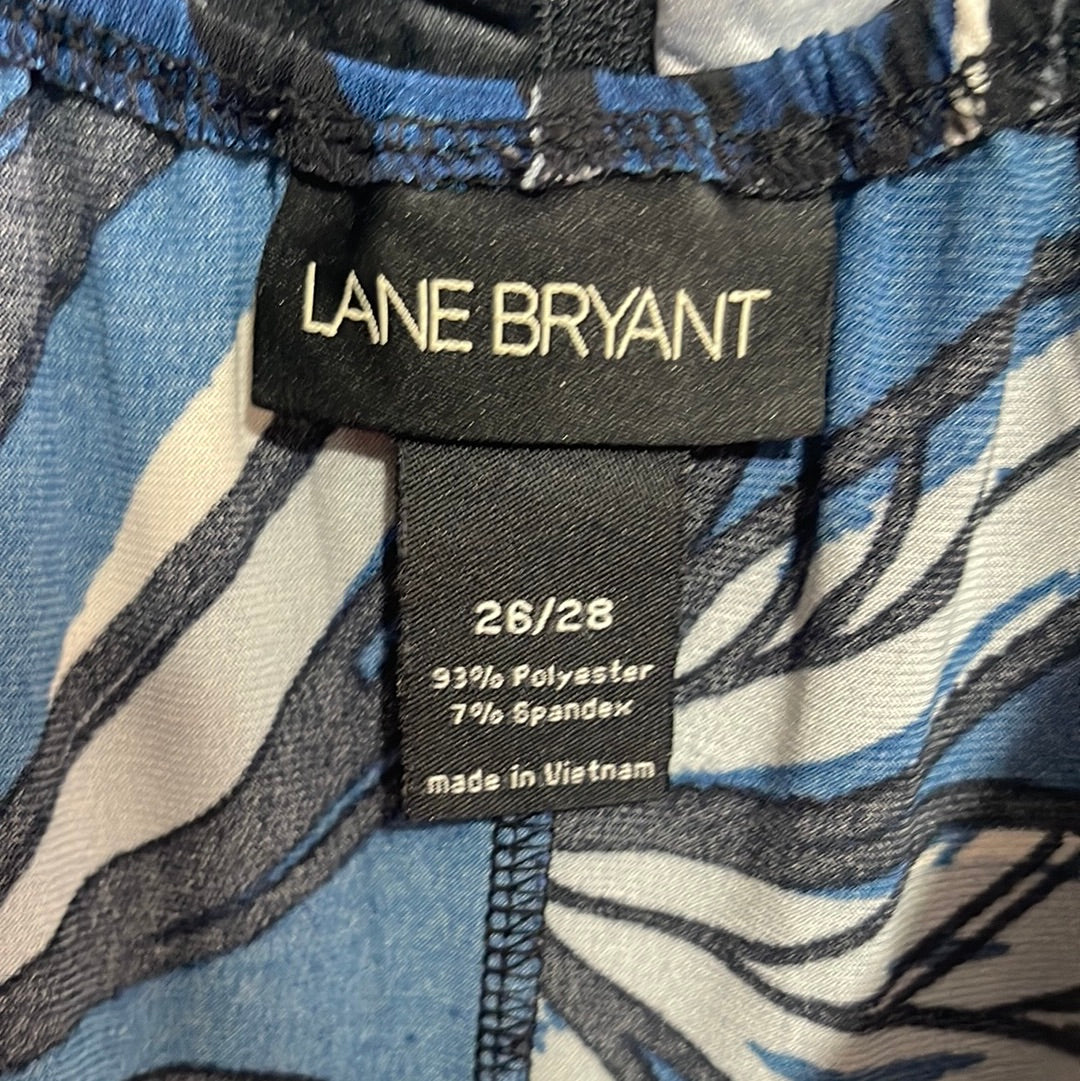 LANE BRYANT
26/28
93% Polyester
7% Spandex
made in Vietnam